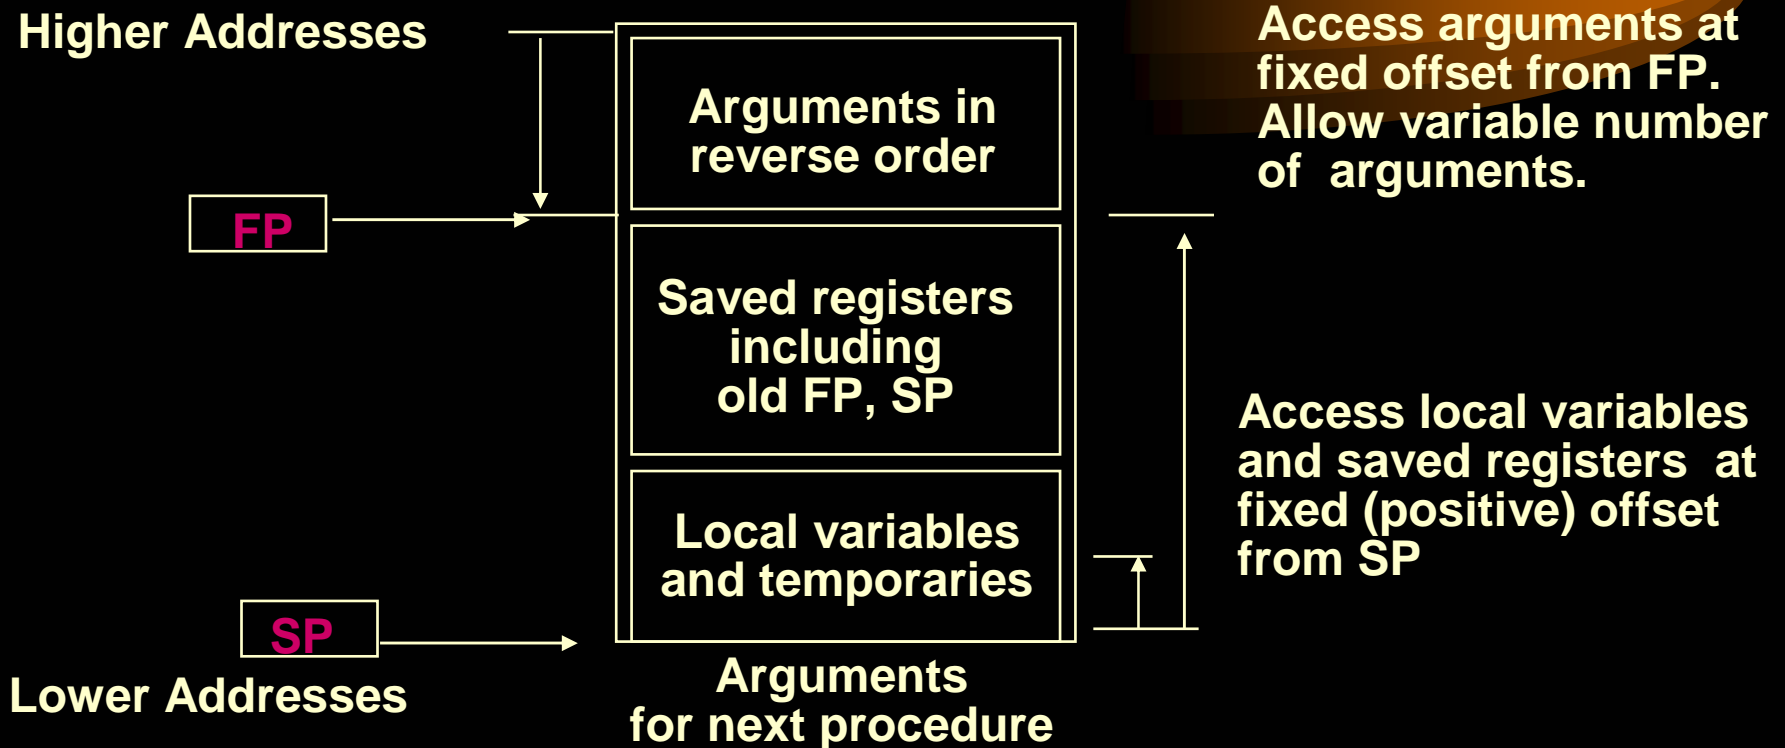 Higher Addresses
Access arguments at
fixed offset from FP.
Allow variable number
of arguments.
Arguments in
reverse order
FP
Saved registers
including
old FP, SP
Access local variables
and saved registers at
fixed (positive) offset
from SP
Local variables
and temporaries
SP
Lower Addresses
Arguments
for next procedure